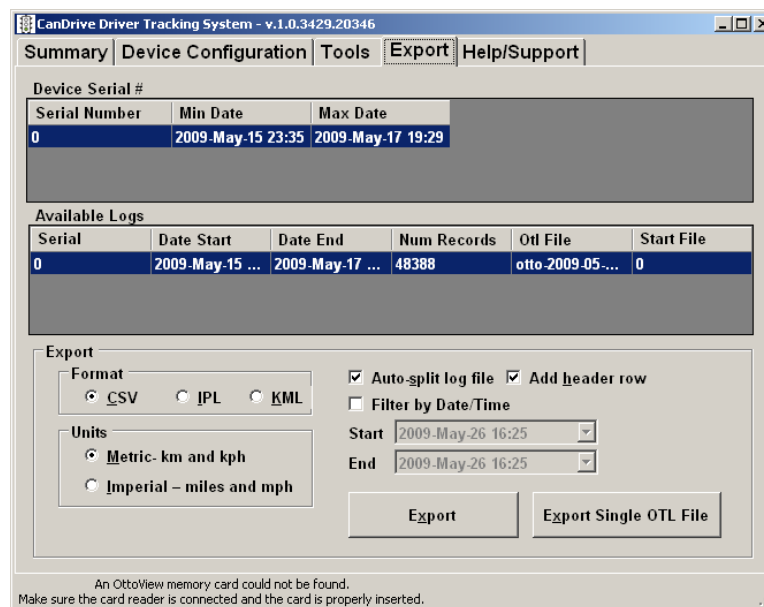 CanDrive Driver Tracking System - v.1.0.3429.20346
Summary Device Configuration Tools Export Help/Support
Device Serial #
Serial Number Min Date Max Date
0 2009-May-15 23:35 2009-May-17 19:29
Available Logs
Serial Date Start Date End Num Records Otl File Start File
0 2009-May-15 ... 2009-May-17 ... 48388 otto-2009-05-... 0
Export
Format
CSV IPL KML
Auto-split log file Add header row
Filter by Date/Time
Units
Metric- km and kph
Imperial – miles and mph
Start 2009-May-26 16:25
End 2009-May-26 16:25
Export Export Single OTL File
An OttoView memory card could not be found.
Make sure the card reader is connected and the card is properly inserted.